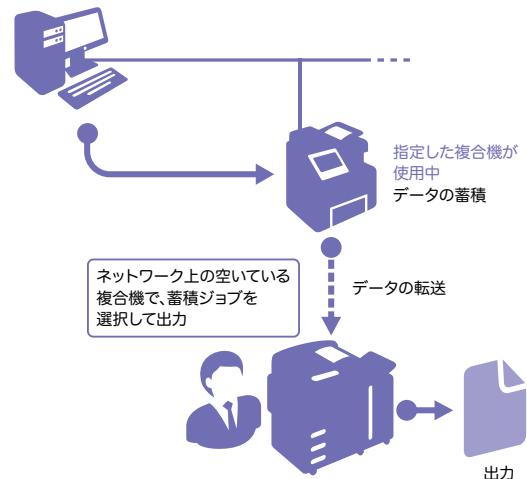 指定した複合機が
使用中
データの蓄積
ネットワーク上の空いている
複合機で、蓄積ジョブを
選択して出力
データの転送
出力